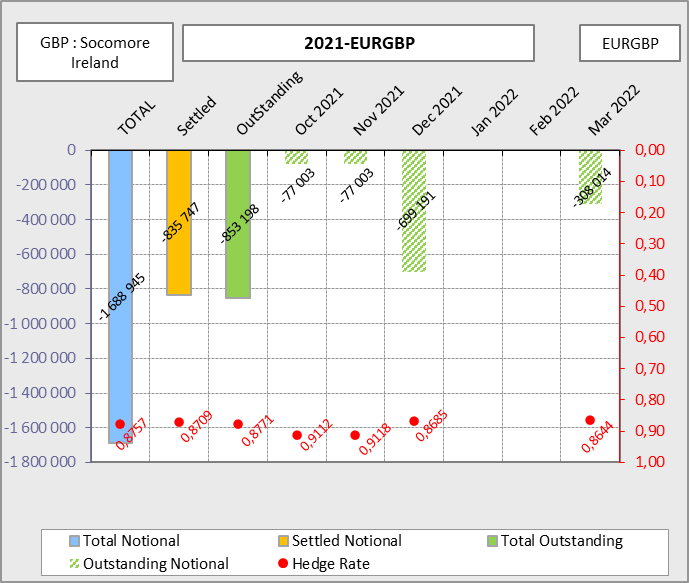 GBP : Socomore
Ireland
2021-EURGBP
EURGBP
TOTAL
Settled
OutStanding
Oct 2021
Nov 2021
Dec 2021
Jan 2022
Feb 2022
Mar 2022
0
-200 000
-400 000
-600 000
-800 000
-1 000 000
-1 200 000
-1 400 000
-1 600 000
-1 800 000
-1 688 945
-835 747
-853 198
-77 003
-77 003
-699 191
-308 014
0,8757
0,8709
0,8771
0,9112
0,9118
0,8685
0,8644
0,00
0,10
0,20
0,30
0,40
0,50
0,60
0,70
0,80
0,90
1,00
Total Notional
Settled Notional
Total Outstanding
Outstanding Notional
Hedge Rate